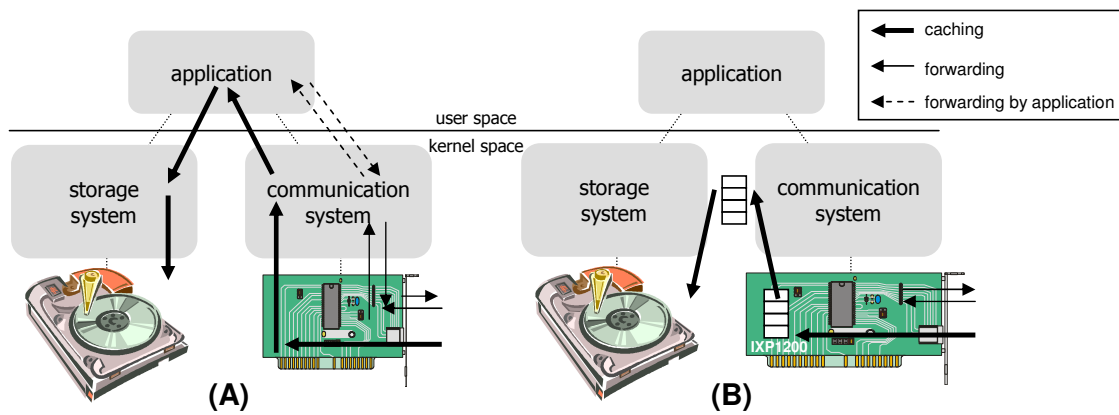 application
user space
kernel space
storage
system
communication
system
(A)
application
storage
system
communication
system
IXP1200
(B)
caching
forwarding
forwarding by application